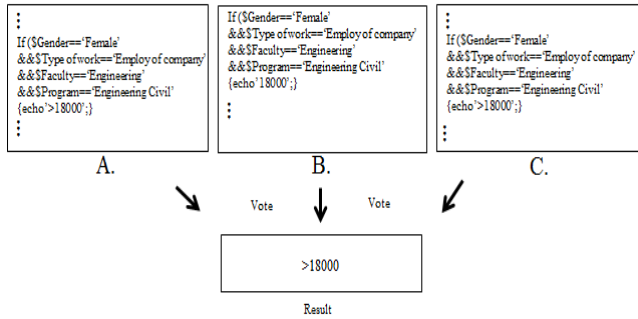 If ($Gender=='Female'
&&$Type of work=='Employ of company'
&&$Faculty=='Engineering'
&&$Program=='Engineering Civil'
{echo'>18000';}
A.
If ($Gender=='Female'
&&$Type of work=='Employ of company'
&&$Faculty=='Engineering'
&&$Program=='Engineering Civil'
{echo'18000';}
B.
If ($Gender=='Female'
&&$Type of work=='Employ of company'
&&$Faculty=='Engineering'
&&$Program=='Engineering Civil'
{echo'>18000';}
C.
Vote
Vote
>18000
Result